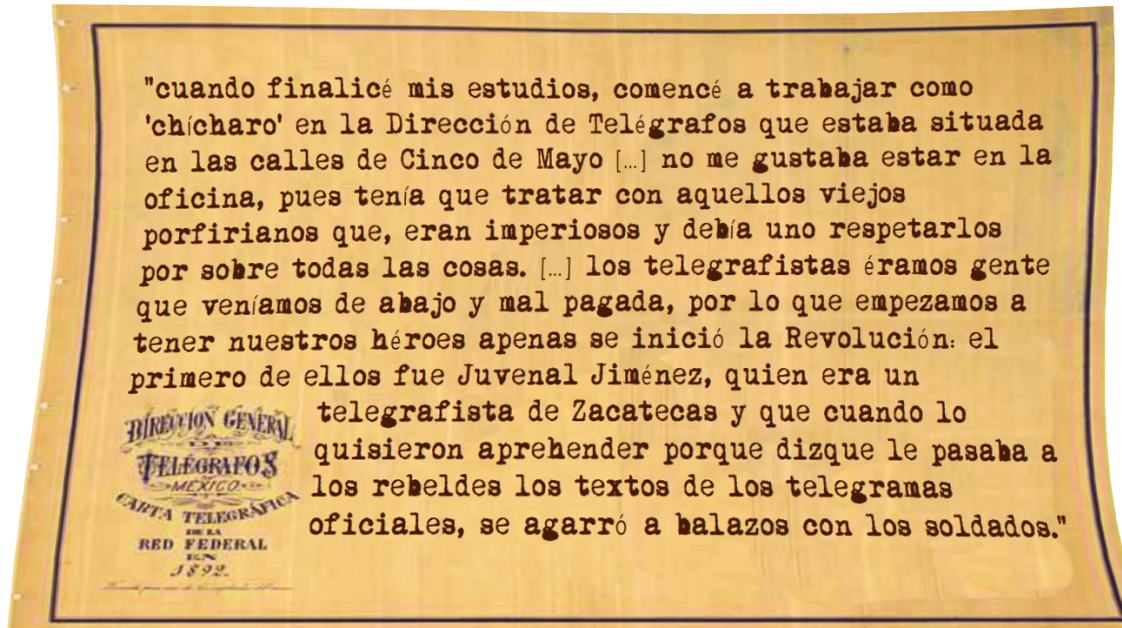 "cuando finalicé mis estudios, comencé a trabajar como
'chícharo' en la Dirección de Telégrafos que estaba situada
en las calles de Cinco de Mayo [...] no me gustaba estar en la
oficina, pues tenía que tratar con aquellos viejos
porfirianos que, eran imperiosos y debía uno respetarlos
por sobre todas las cosas. [...] los telegrafistas éramos gente
que veníamos de abajo y mal pagada, por lo que empezamos a
tener nuestros héroes apenas se inició la Revolución: el
primero de ellos fue Juvenal Jiménez, quien era un
telegrafista de Zacatecas y que cuando lo
quisieron aprehender porque dizque le pasaba a
los rebeldes los textos de los telegramas
oficiales, se agarró a balazos con los soldados."
DIRECCION GENERAL
DE
TELÉGRAFOS
MEXICO
CARTA TELEGRÁFICA
DE LA
RED FEDERAL
EN
1892.